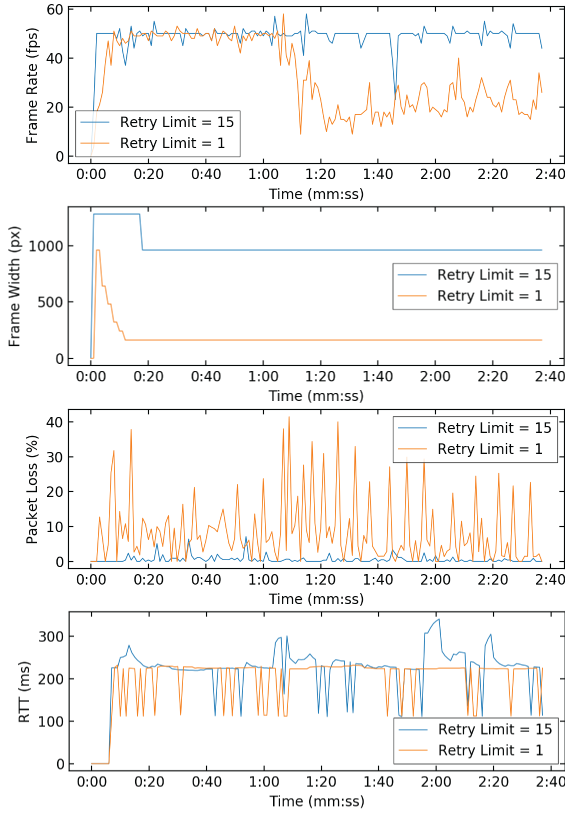 Frame Rate (fps)
60
40
20
0
Retry Limit = 15
Retry Limit = 1
0:00 0:20 0:40 1:00 1:20 1:40 2:00 2:20 2:40
Time (mm:ss)
Frame Width (px)
1000
500
0
Retry Limit = 15
Retry Limit = 1
0:00 0:20 0:40 1:00 1:20 1:40 2:00 2:20 2:40
Time (mm:ss)
Packet Loss (%)
40
30
20
10
0
Retry Limit = 15
Retry Limit = 1
0:00 0:20 0:40 1:00 1:20 1:40 2:00 2:20 2:40
Time (mm:ss)
RTT (ms)
300
200
100
0
Retry Limit = 15
Retry Limit = 1
0:00 0:20 0:40 1:00 1:20 1:40 2:00 2:20 2:40
Time (mm:ss)